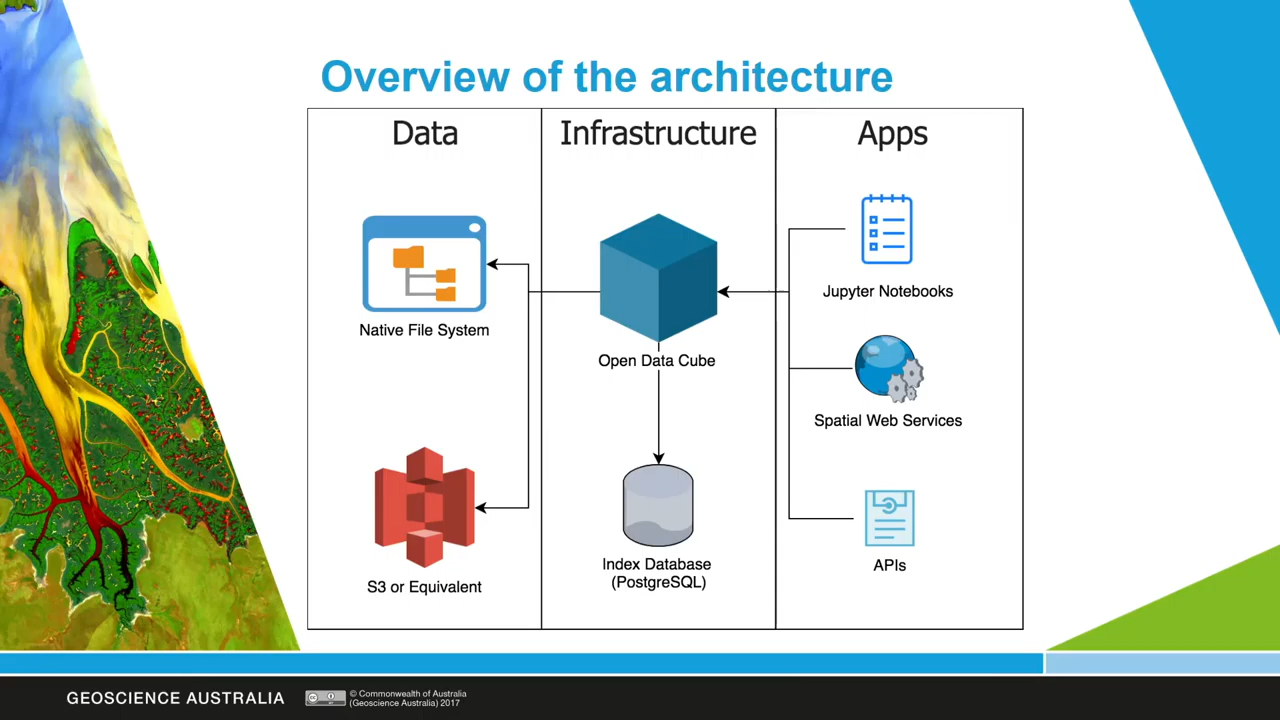 Overview of the architecture
Data
Infrastructure
Apps
Native File System
S3 or Equivalent
Open Data Cube
Index Database
(PostgreSQL)
Jupyter Notebooks
Spatial Web Services
APIs
GEOSCIENCE AUSTRALIA
© Commonwealth of Australia
(Geoscience Australia) 2017